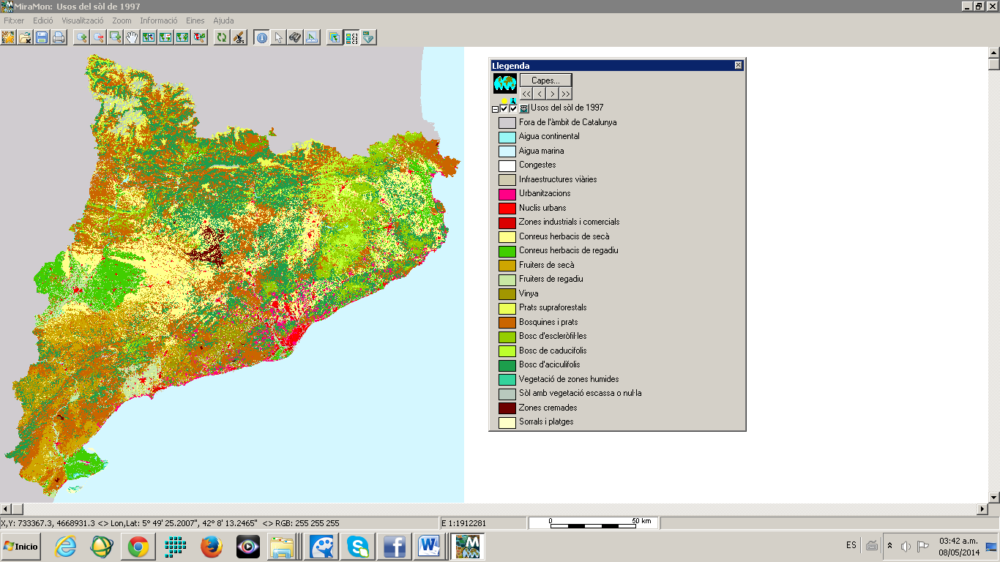 MiraMon: Usos del sòl de 1997
Fitxer Edició Visualització Zoom Informació Eines Ajuda
GPS
C1
C2
C3
Llegenda
Capes...
<< < > >>
Usos del sòl de 1997
Fora de l'àmbit de Catalunya
Aigua continental
Aigua marina
Congestes
Infraestructures viàries
Urbanitzacions
Nuclis urbans
Zones industrials i comercials
Conreus herbacis de secà
Conreus herbacis de regadiu
Fruiters de secà
Fruiters de regadiu
Vinya
Prats supraforestals
Bosquines i prats
Bosc d'escleròfil·les
Bosc de caducifolis
Bosc d'aciculifolis
Vegetació de zones humides
Sòl amb vegetació escassa o nul·la
Zones cremades
Sorrals i platges
X,Y: 733367.3, 4668931.3 <> Lon,Lat: 5° 49' 25.2007", 42° 8' 13.2465" <> RGB: 255 255 255
E 1:1912281
0 50 km
Inicio
ES
03:42 a.m.
08/05/2014